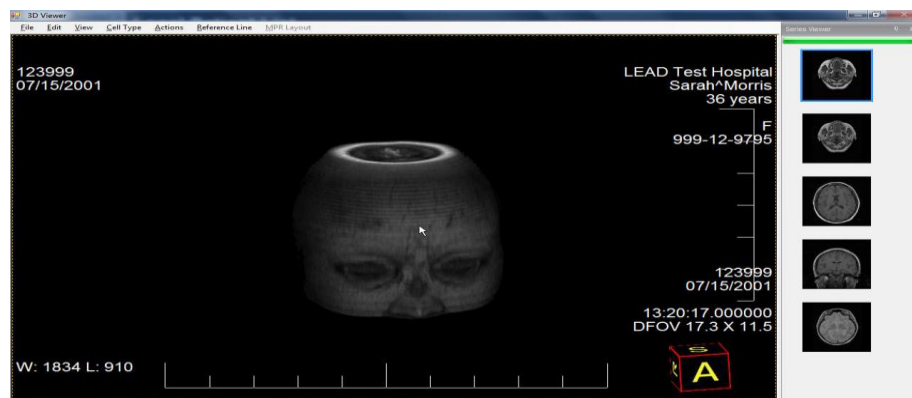 3D Viewer
File Edit View Cell Type Actions Reference Line MPR Layout
Series Viewer
123999
07/15/2001
LEAD Test Hospital
Sarah^Morris
36 years
F
999-12-9795
123999
07/15/2001
13:20:17.000000
DFOV 17.3 X 11.5
W: 1834 L: 910
S
A